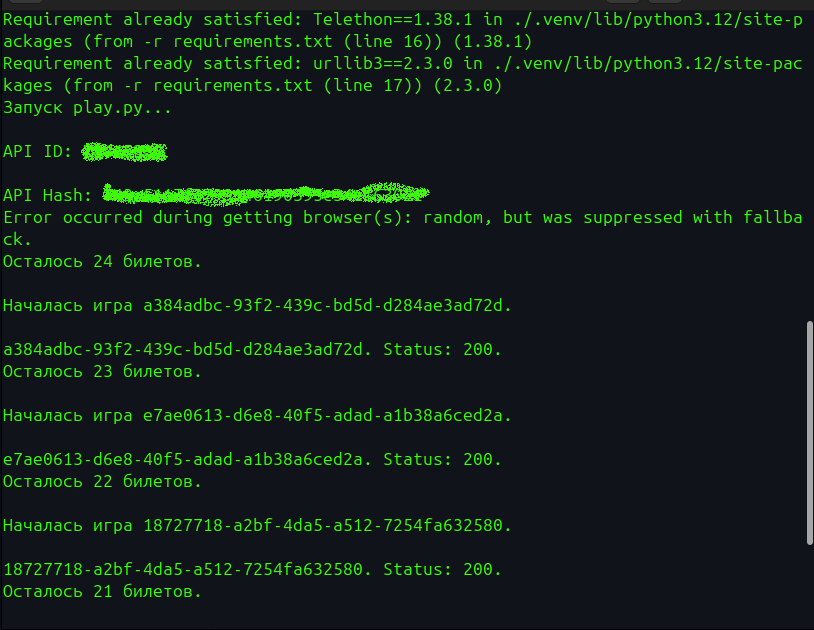 Requirement already satisfied: Telethon==1.38.1 in ./.venv/lib/python3.12/site-p
ackages (from -r requirements.txt (line 16)) (1.38.1)
Requirement already satisfied: urllib3==2.3.0 in ./.venv/lib/python3.12/site-pac
kages (from -r requirements.txt (line 17)) (2.3.0)
Запуск play.py...
API ID:
API Hash:
Error occurred during getting browser(s): random, but was suppressed with fallba
ck.
Осталось 24 билетов.
Началась игра a384adbc-93f2-439c-bd5d-d284ae3ad72d.
a384adbc-93f2-439c-bd5d-d284ae3ad72d. Status: 200.
Осталось 23 билетов.
Началась игра e7ae0613-d6e8-40f5-adad-a1b38a6ced2a.
e7ae0613-d6e8-40f5-adad-a1b38a6ced2a. Status: 200.
Осталось 22 билетов.
Началась игра 18727718-a2bf-4da5-a512-7254fa632580.
18727718-a2bf-4da5-a512-7254fa632580. Status: 200.
Осталось 21 билетов.